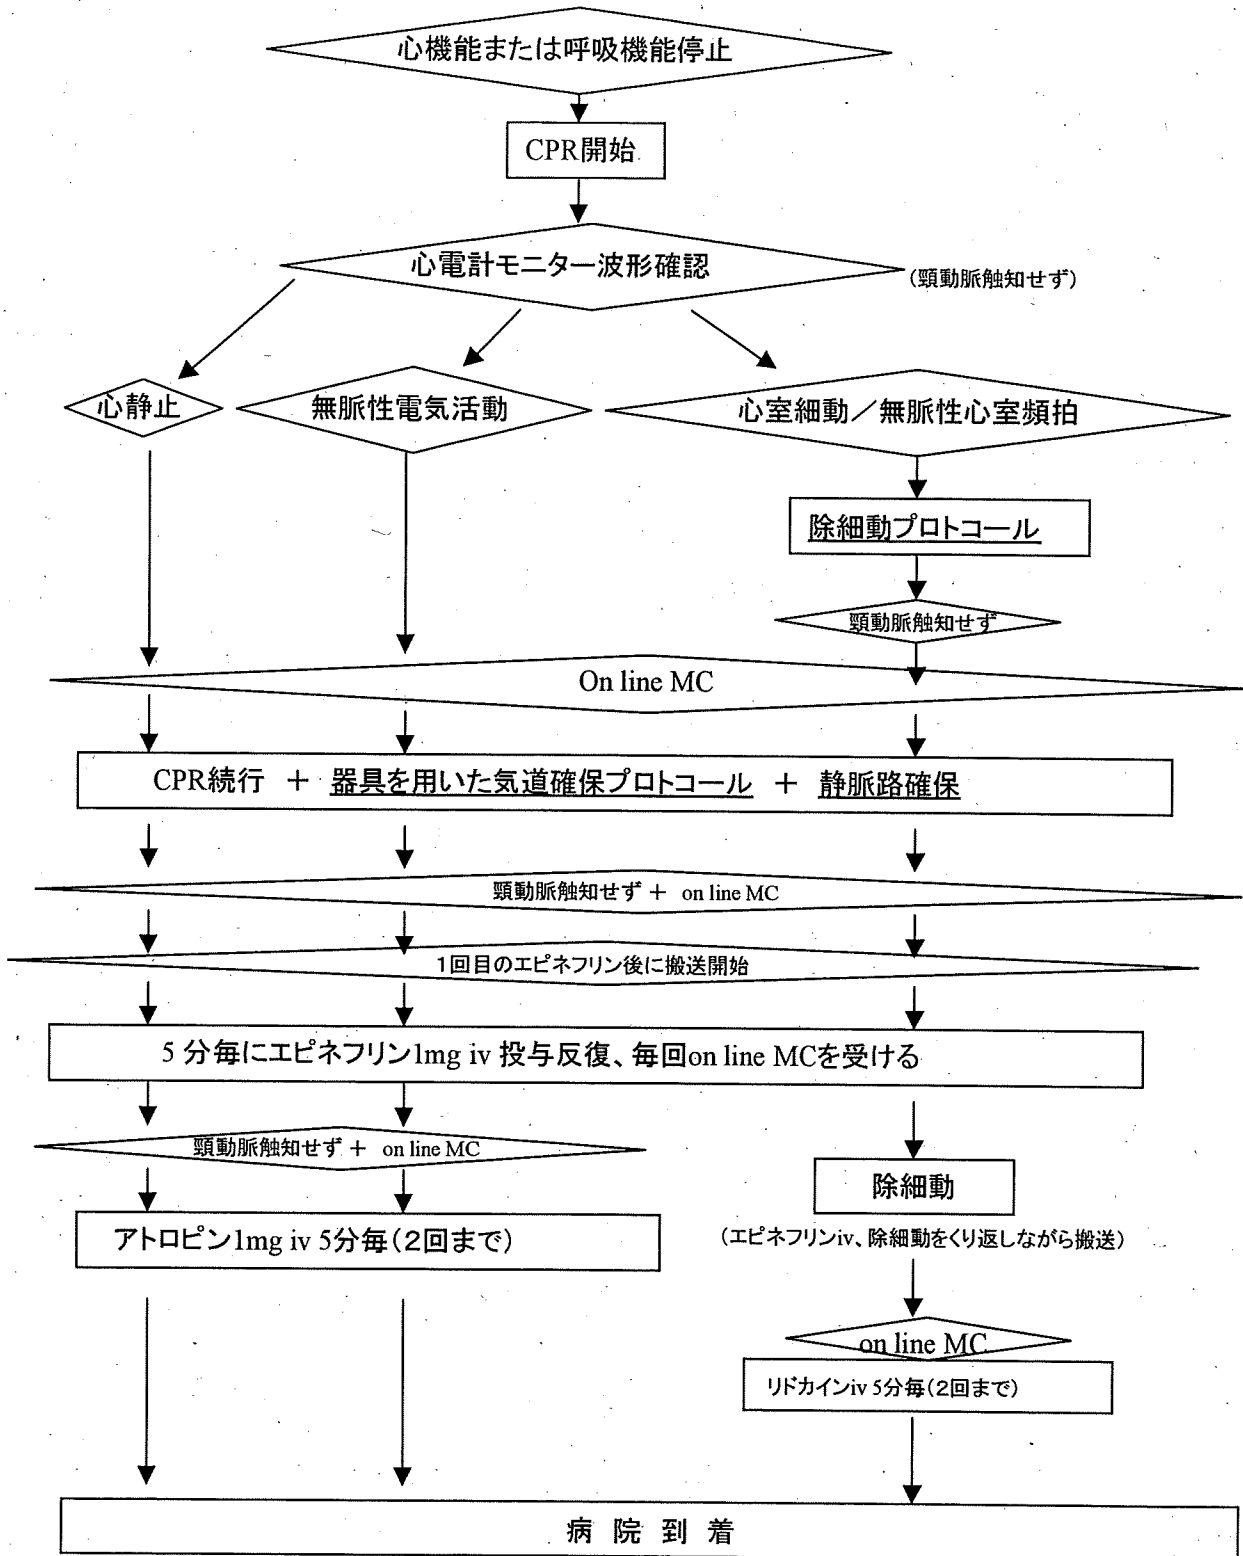 心機能または呼吸機能停止
CPR開始
心電計モニター波形確認
(頸動脈触知せず)
心静止
無脈性電気活動
心室細動／無脈性心室頻拍
除細動プロトコール
頸動脈触知せず
On line MC
CPR続行 + 器具を用いた気道確保プロトコール + 静脈路確保
頸動脈触知せず + on line MC
1回目のエピネフリン後に搬送開始
5 分毎にエピネフリン1mg iv 投与反復、毎回on line MCを受ける
頸動脈触知せず + on line MC
除細動
アトロピン1mg iv 5分毎(2回まで)
(エピネフリンiv、除細動をくり返しながら搬送)
on line MC
リドカインiv 5分毎(2回まで)
病 院 到 着